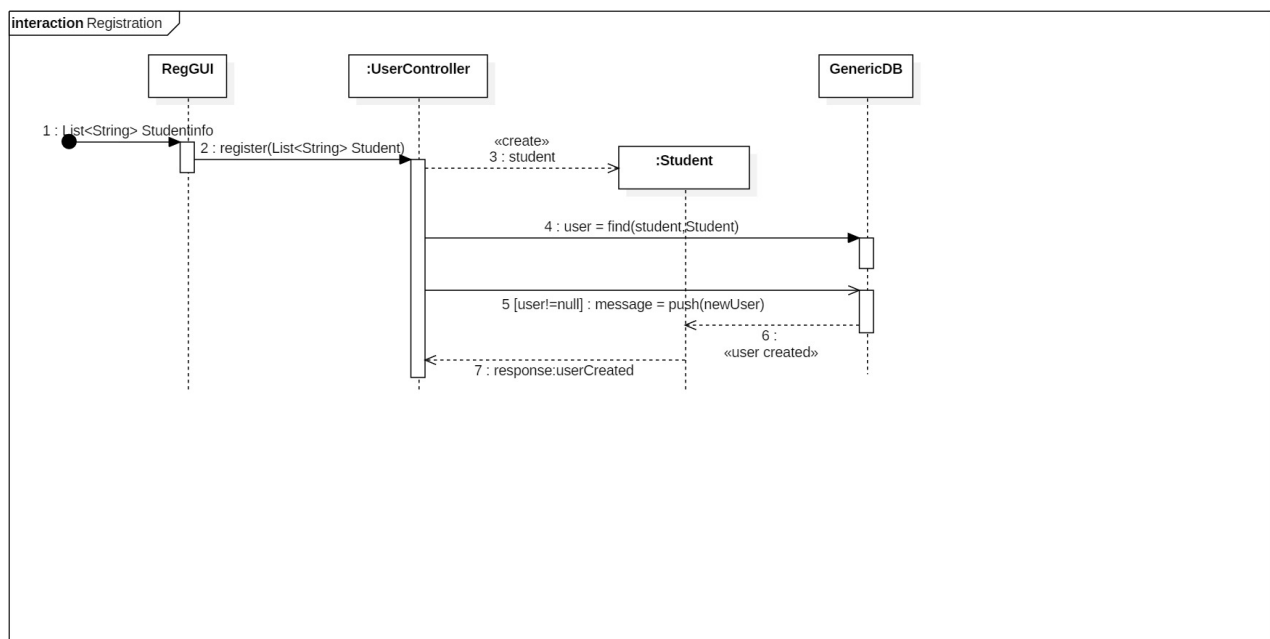 interaction Registration
RegGUI
:UserController
GenericDB
1 : List<String> Studentinfo
2 : register(List<String> Student)
«create»
3 : student
:Student
4 : user = find(student,Student)
5 [user!=null] : message = push(newUser)
6 :
«user created»
7 : response:userCreated